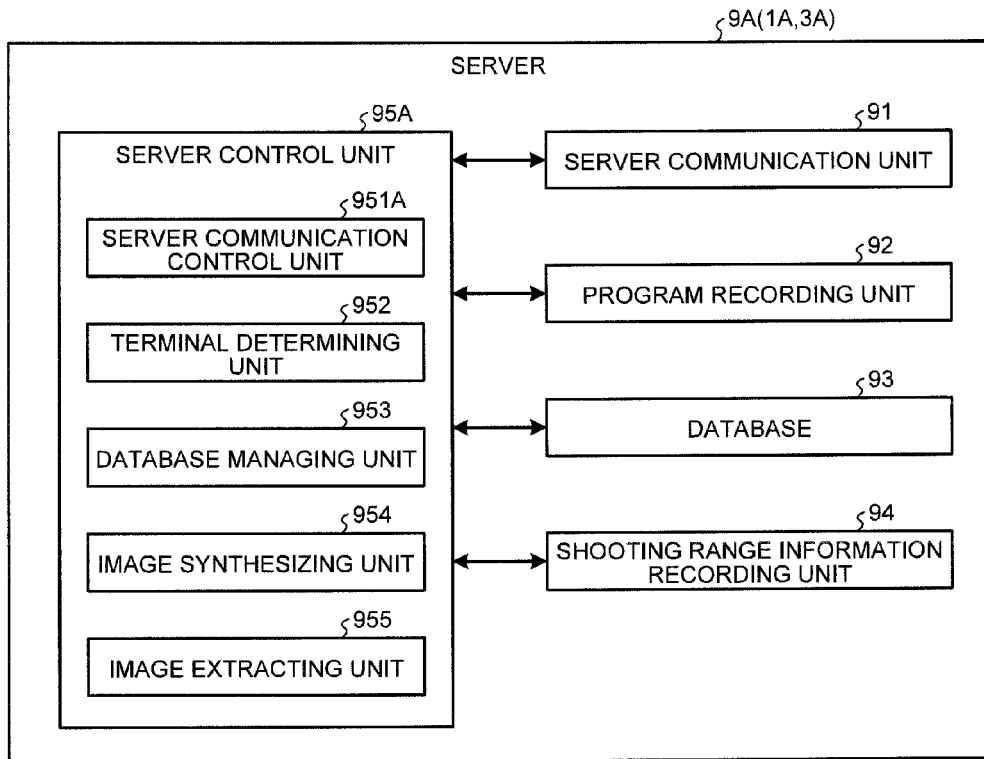 9A(1A,3A)
SERVER
95A
SERVER CONTROL UNIT
951A
SERVER COMMUNICATION
CONTROL UNIT
952
TERMINAL DETERMINING
UNIT
953
DATABASE MANAGING UNIT
954
IMAGE SYNTHESIZING UNIT
955
IMAGE EXTRACTING UNIT
91
SERVER COMMUNICATION UNIT
92
PROGRAM RECORDING UNIT
93
DATABASE
94
SHOOTING RANGE INFORMATION
RECORDING UNIT